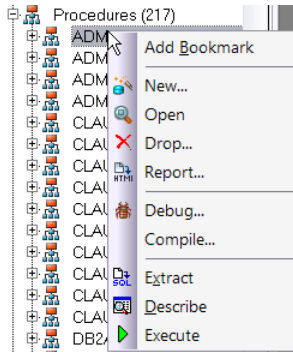 Procedures (217)
ADM
ADM
ADM
ADM
CLAU
CLAU
CLAU
CLAU
CLAU
CLAU
CLAU
CLAU
CLAU
CLAU
DB2A
Add Bookmark
New...
Open
Drop...
HTML
Report...
Debug...
Compile...
SQL
Extract
Describe
Execute